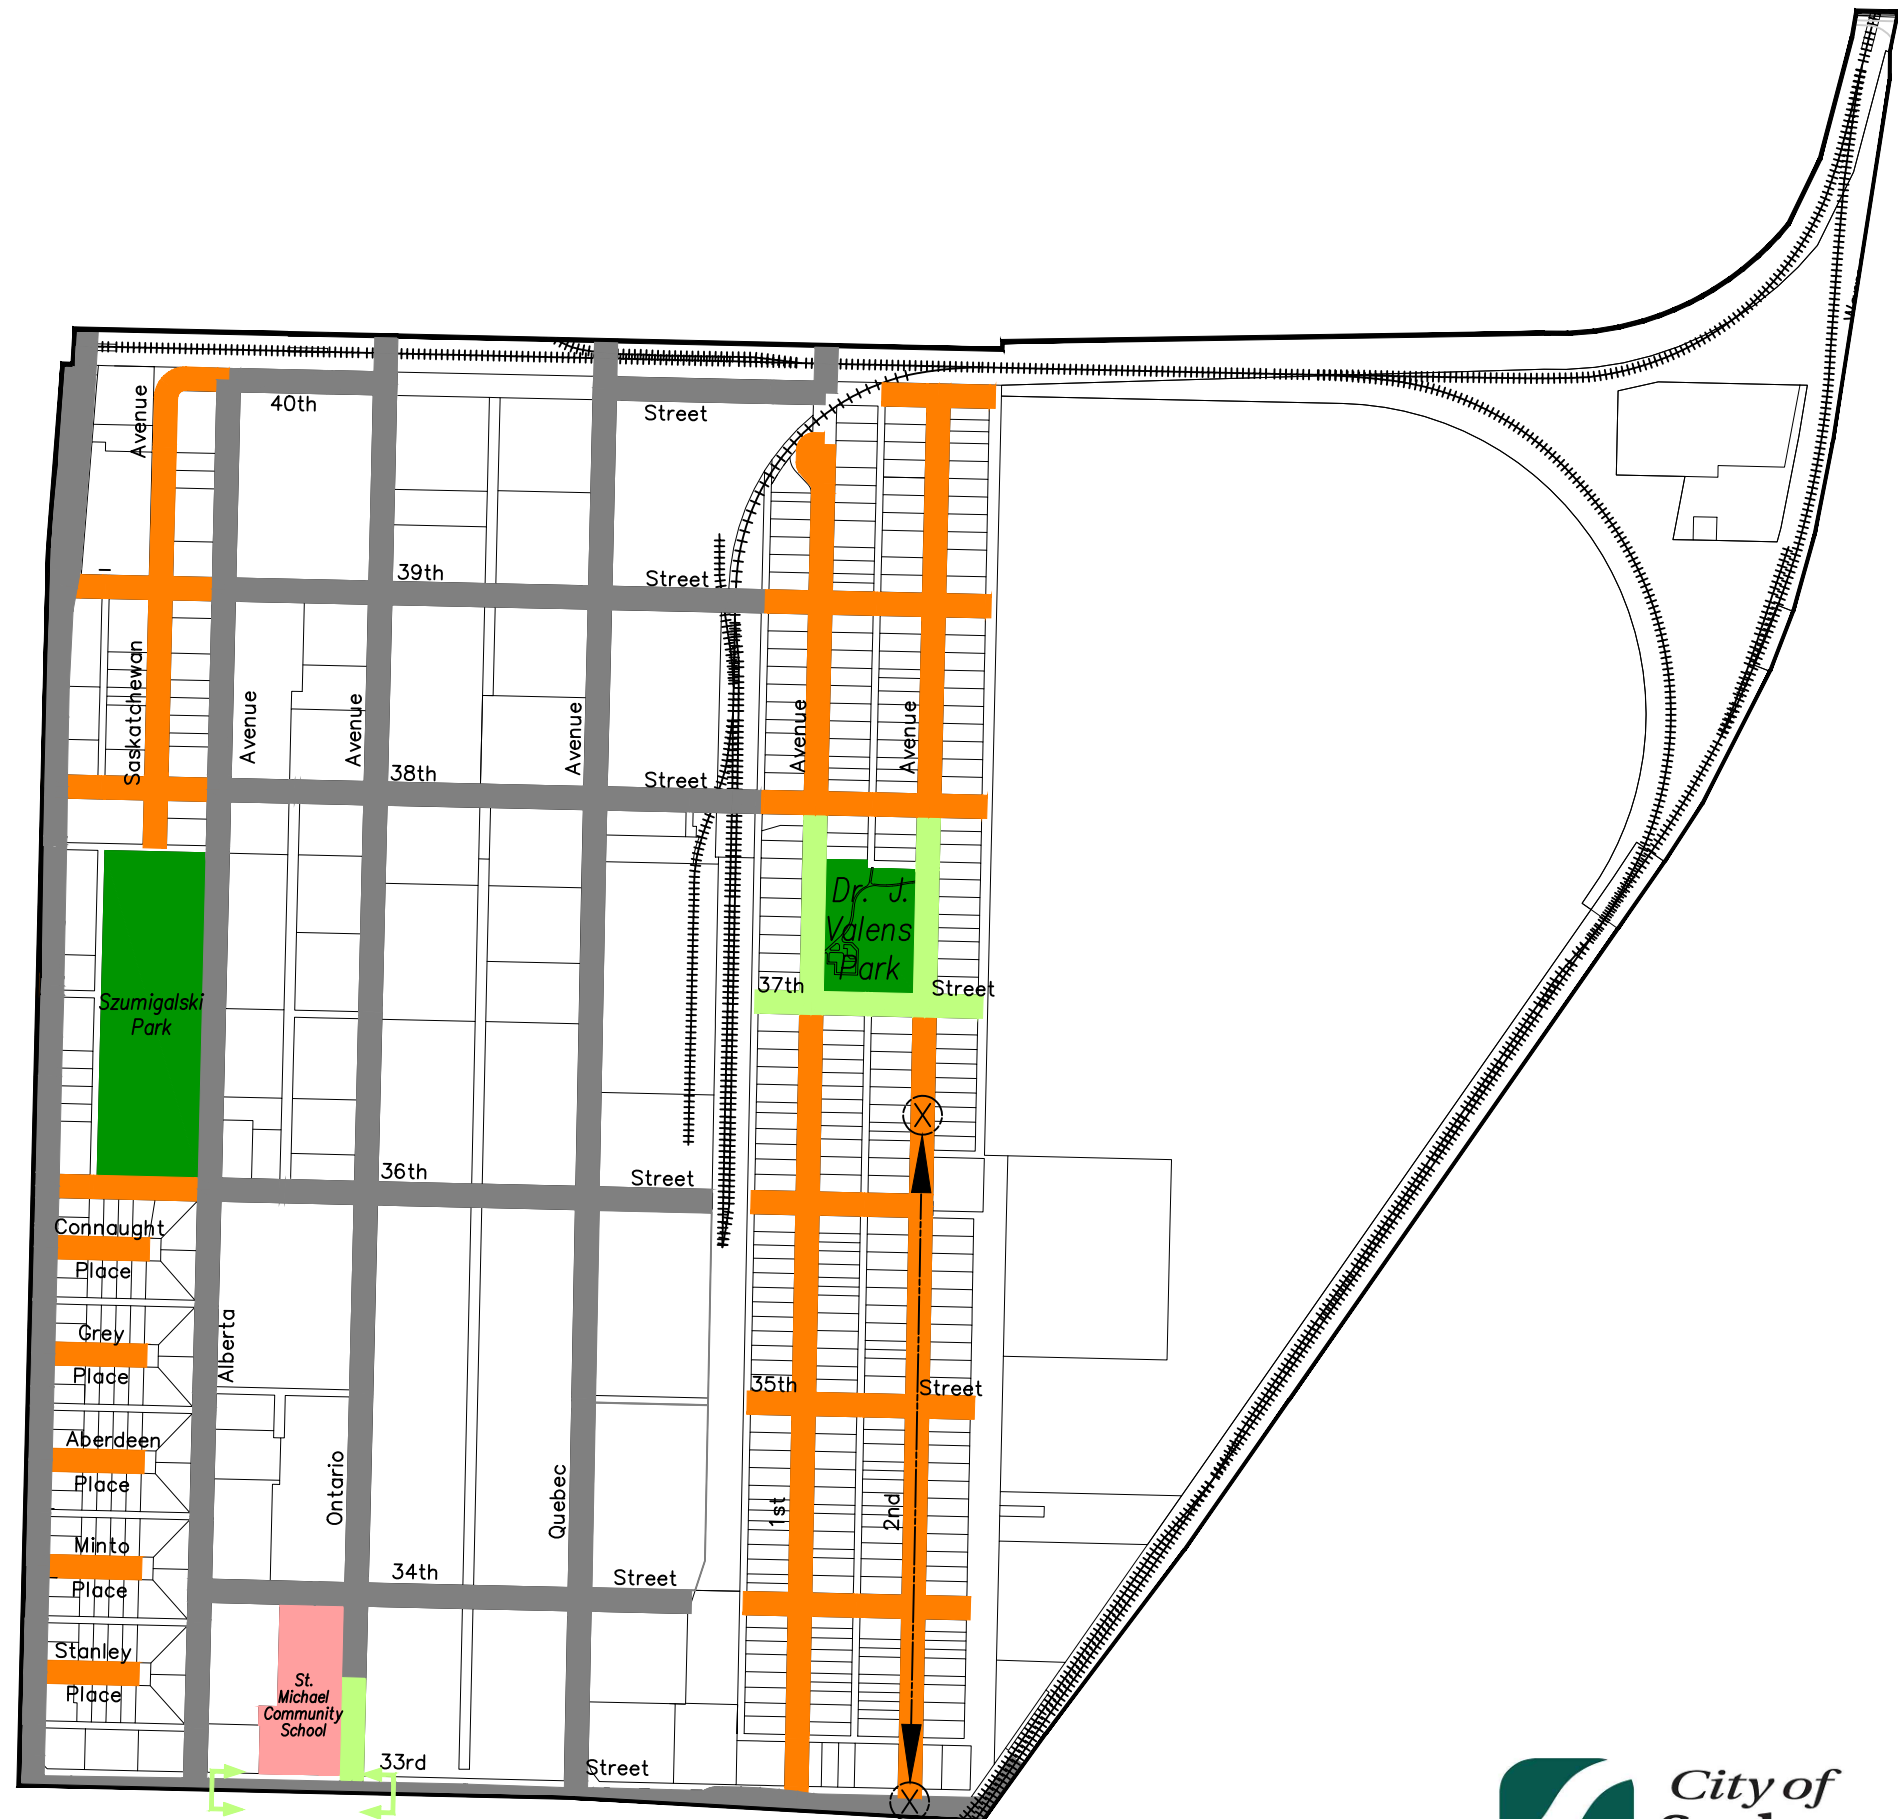 Avenue
40th
Street
39th
Street
Saskatchewan
Avenue
Avenue
Avenue
Avenue
Avenue
38th
Street
Dr. J.
Valens
Park
37th
Street
Szumigalski
Park
36th
Street
Connaught
Place
Grey
Place
Alberta
35th
Street
Aberdeen
Place
Ontario
Quebec
1st
2nd
Minto
Place
34th
Street
Stanley
Place
St.
Michael
Community
School
33rd
Street
X
X
City of